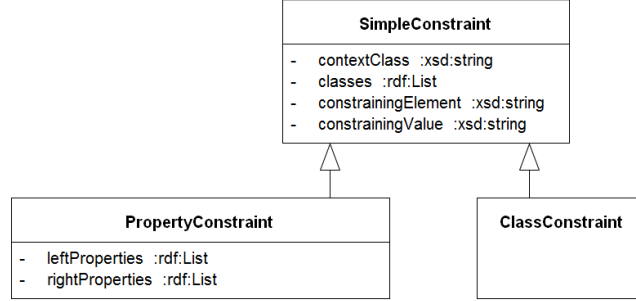 SimpleConstraint
- contextClass :xsd:string
- classes :rdf:List
- constrainingElement :xsd:string
- constrainingValue :xsd:string
PropertyConstraint
- leftProperties :rdf:List
- rightProperties :rdf:List
ClassConstraint